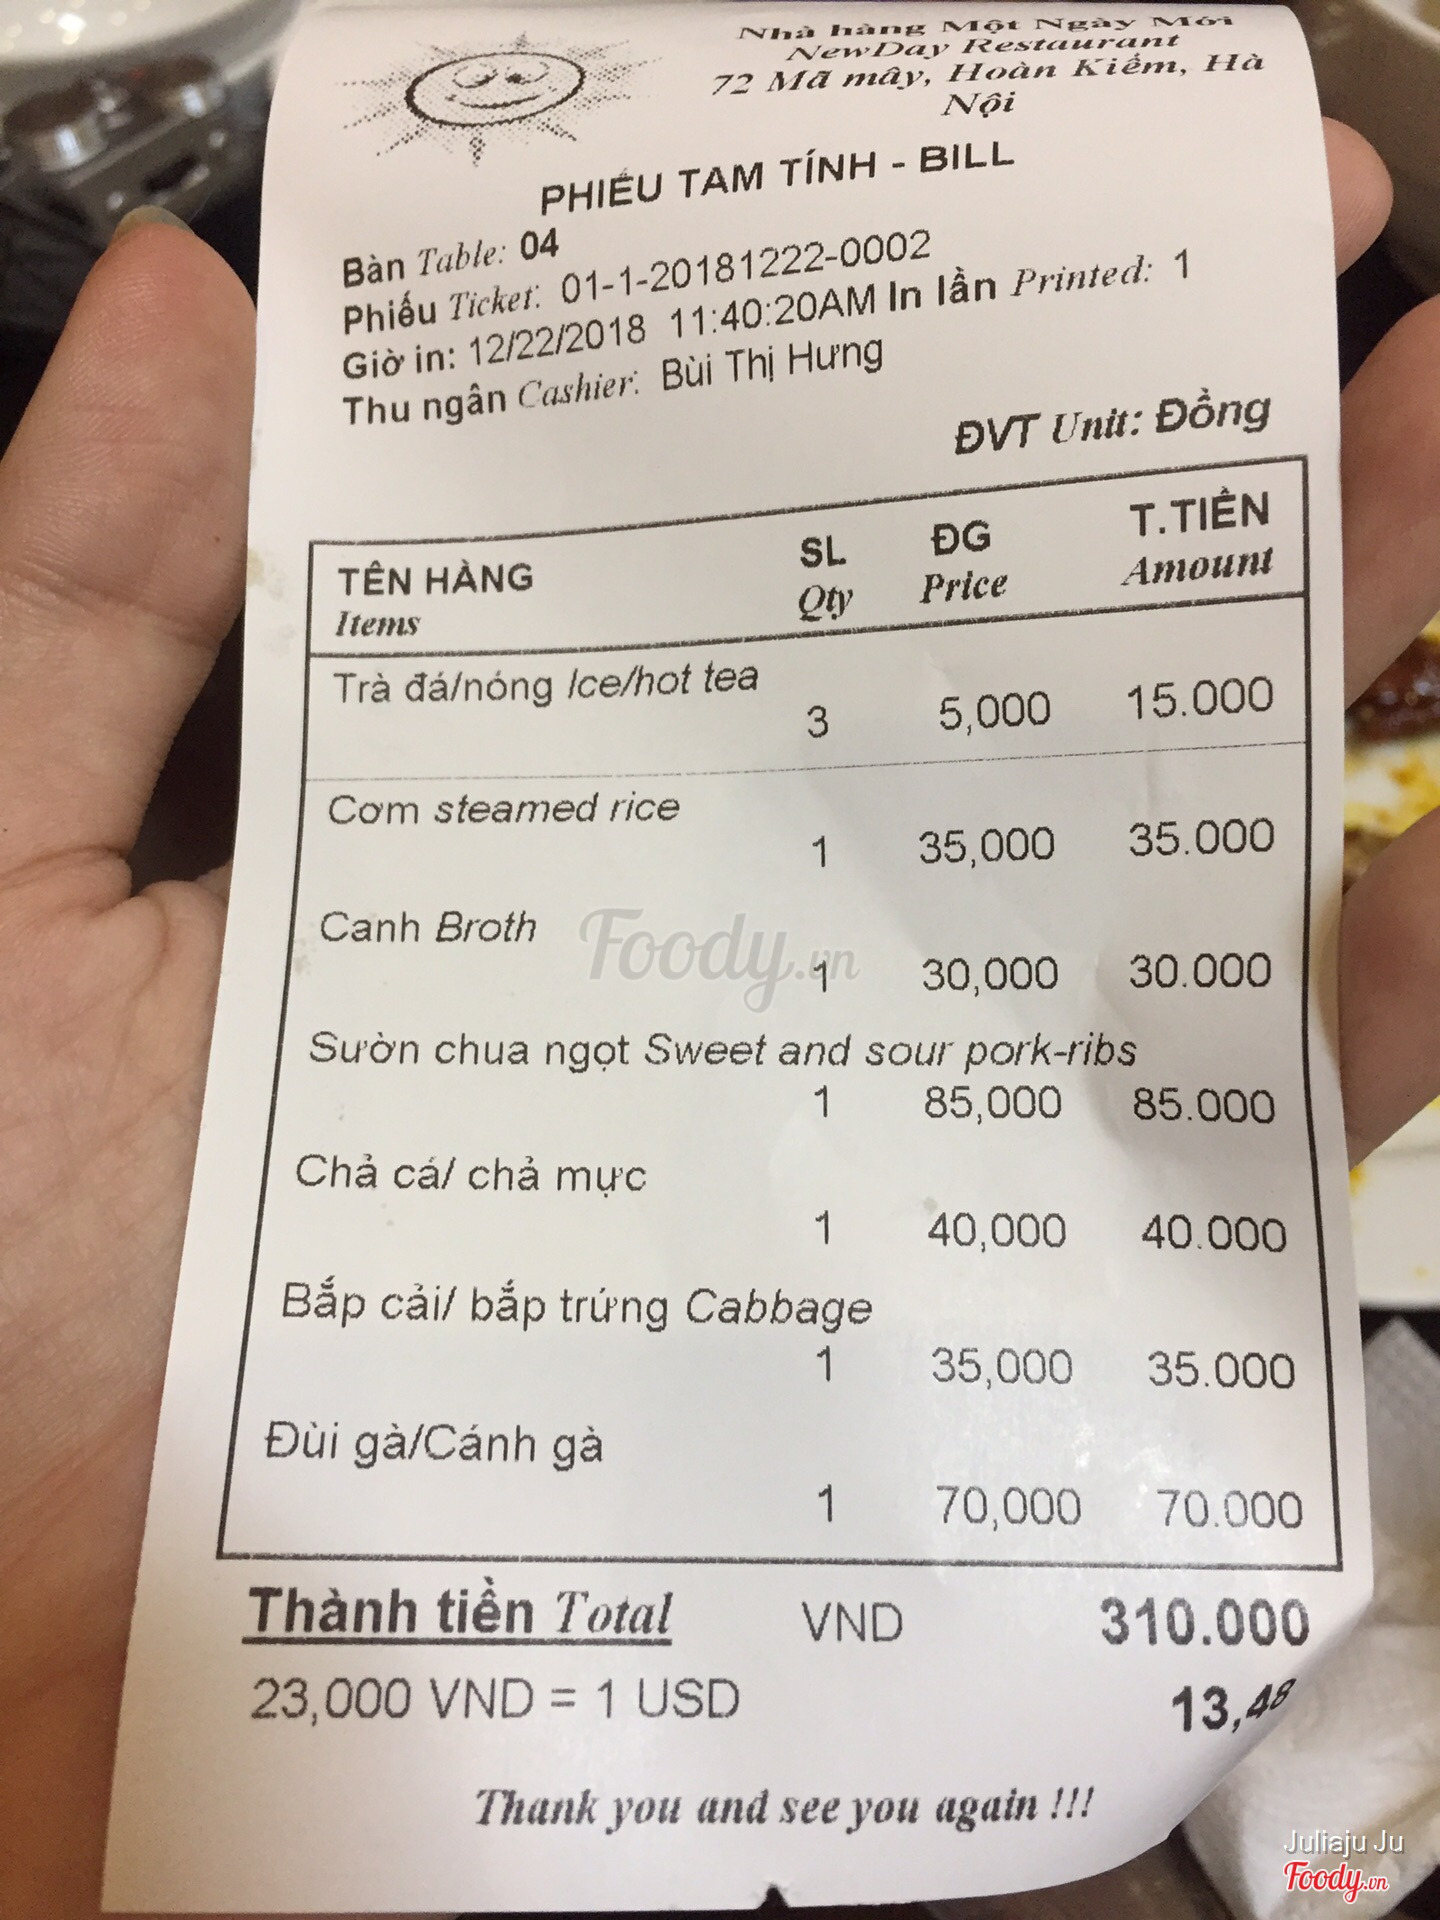 Nhà hàng Một Ngày Mới
NewDay Restaurant
72 Mã mây, Hoàn Kiếm, Hà
Nội
PHIẾU TAM TÍNH - BILL
Bàn Table: 04
Phiếu Ticket: 01-1-20181222-0002
Giờ in: 12/22/2018 11:40:20AM In lần Printed: 1
Thu ngân Cashier: Bùi Thị Hưng
ĐVT Unit: Đồng
TÊN HÀNG SL ĐG T.TIỀN
Items Qty Price Amount
Trà đá/nóng Ice/hot tea
3 5,000 15.000
Cơm steamed rice
1 35,000 35.000
Canh Broth
1 30,000 30.000
Sườn chua ngọt Sweet and sour pork-ribs
1 85,000 85.000
Chả cá/ chả mực
1 40,000 40.000
Bắp cải/ bắp trứng Cabbage
1 35,000 35.000
Đùi gà/Cánh gà
1 70,000 70.000
Thành tiền Total VND 310.000
23,000 VND = 1 USD 13,48
Thank you and see you again !!!
Foody.vn
Juliaju Ju
Foody.vn